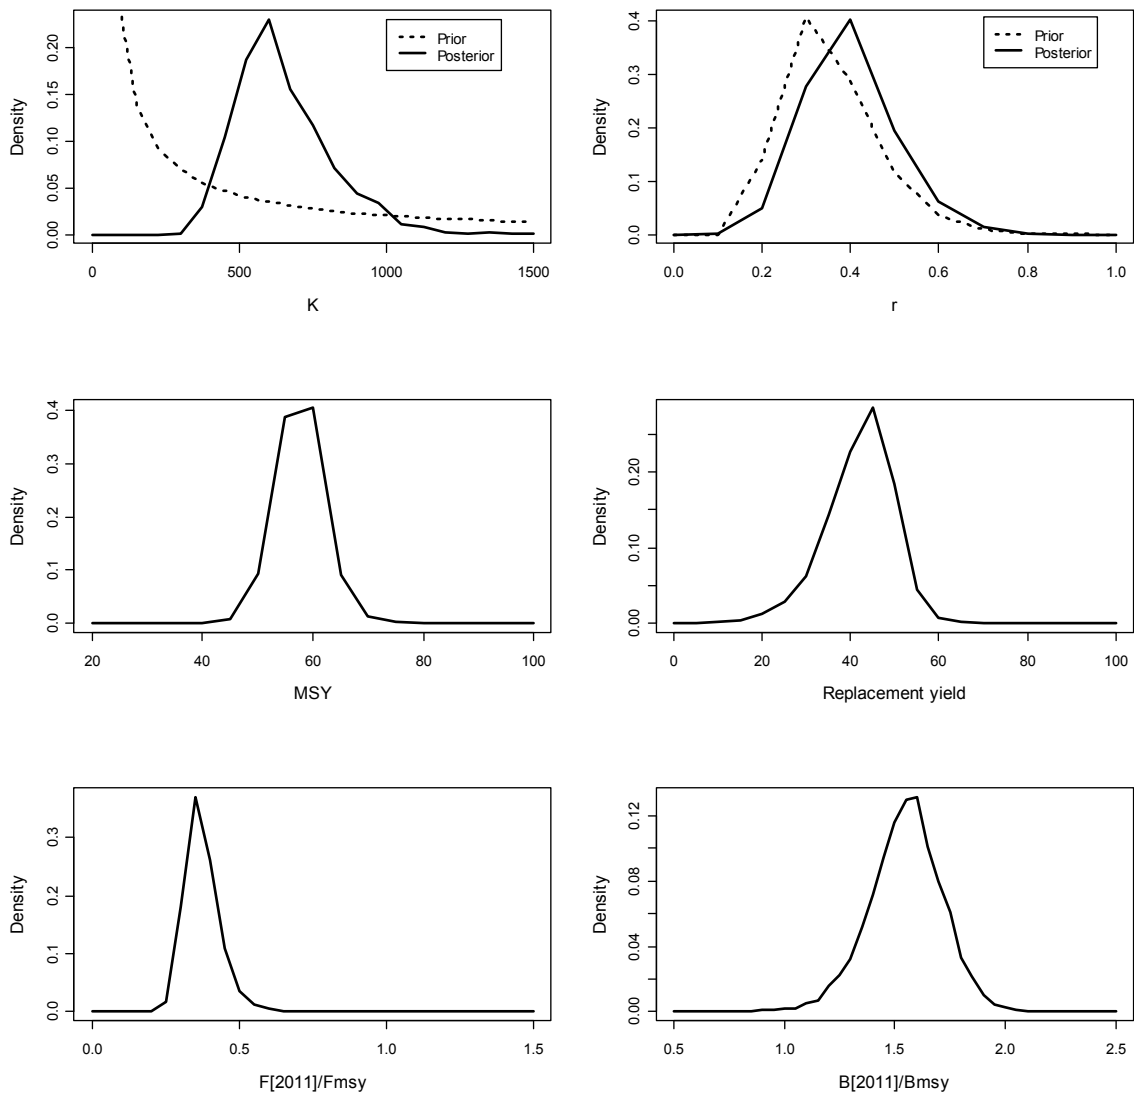 Density
0.00 0.05 0.10 0.15 0.20
Prior
Posterior
0 500 1000 1500
K
Density
0.0 0.1 0.2 0.3 0.4
Prior
Posterior
0.0 0.2 0.4 0.6 0.8 1.0
r
Density
0.0 0.1 0.2 0.3 0.4
20 40 60 80 100
MSY
Density
0.00 0.10 0.20
0 20 40 60 80 100
Replacement yield
Density
0.0 0.1 0.2 0.3
0.0 0.5 1.0 1.5
F[2011]/Fmsy
Density
0.00 0.04 0.08 0.12
0.5 1.0 1.5 2.0 2.5
B[2011]/Bmsy